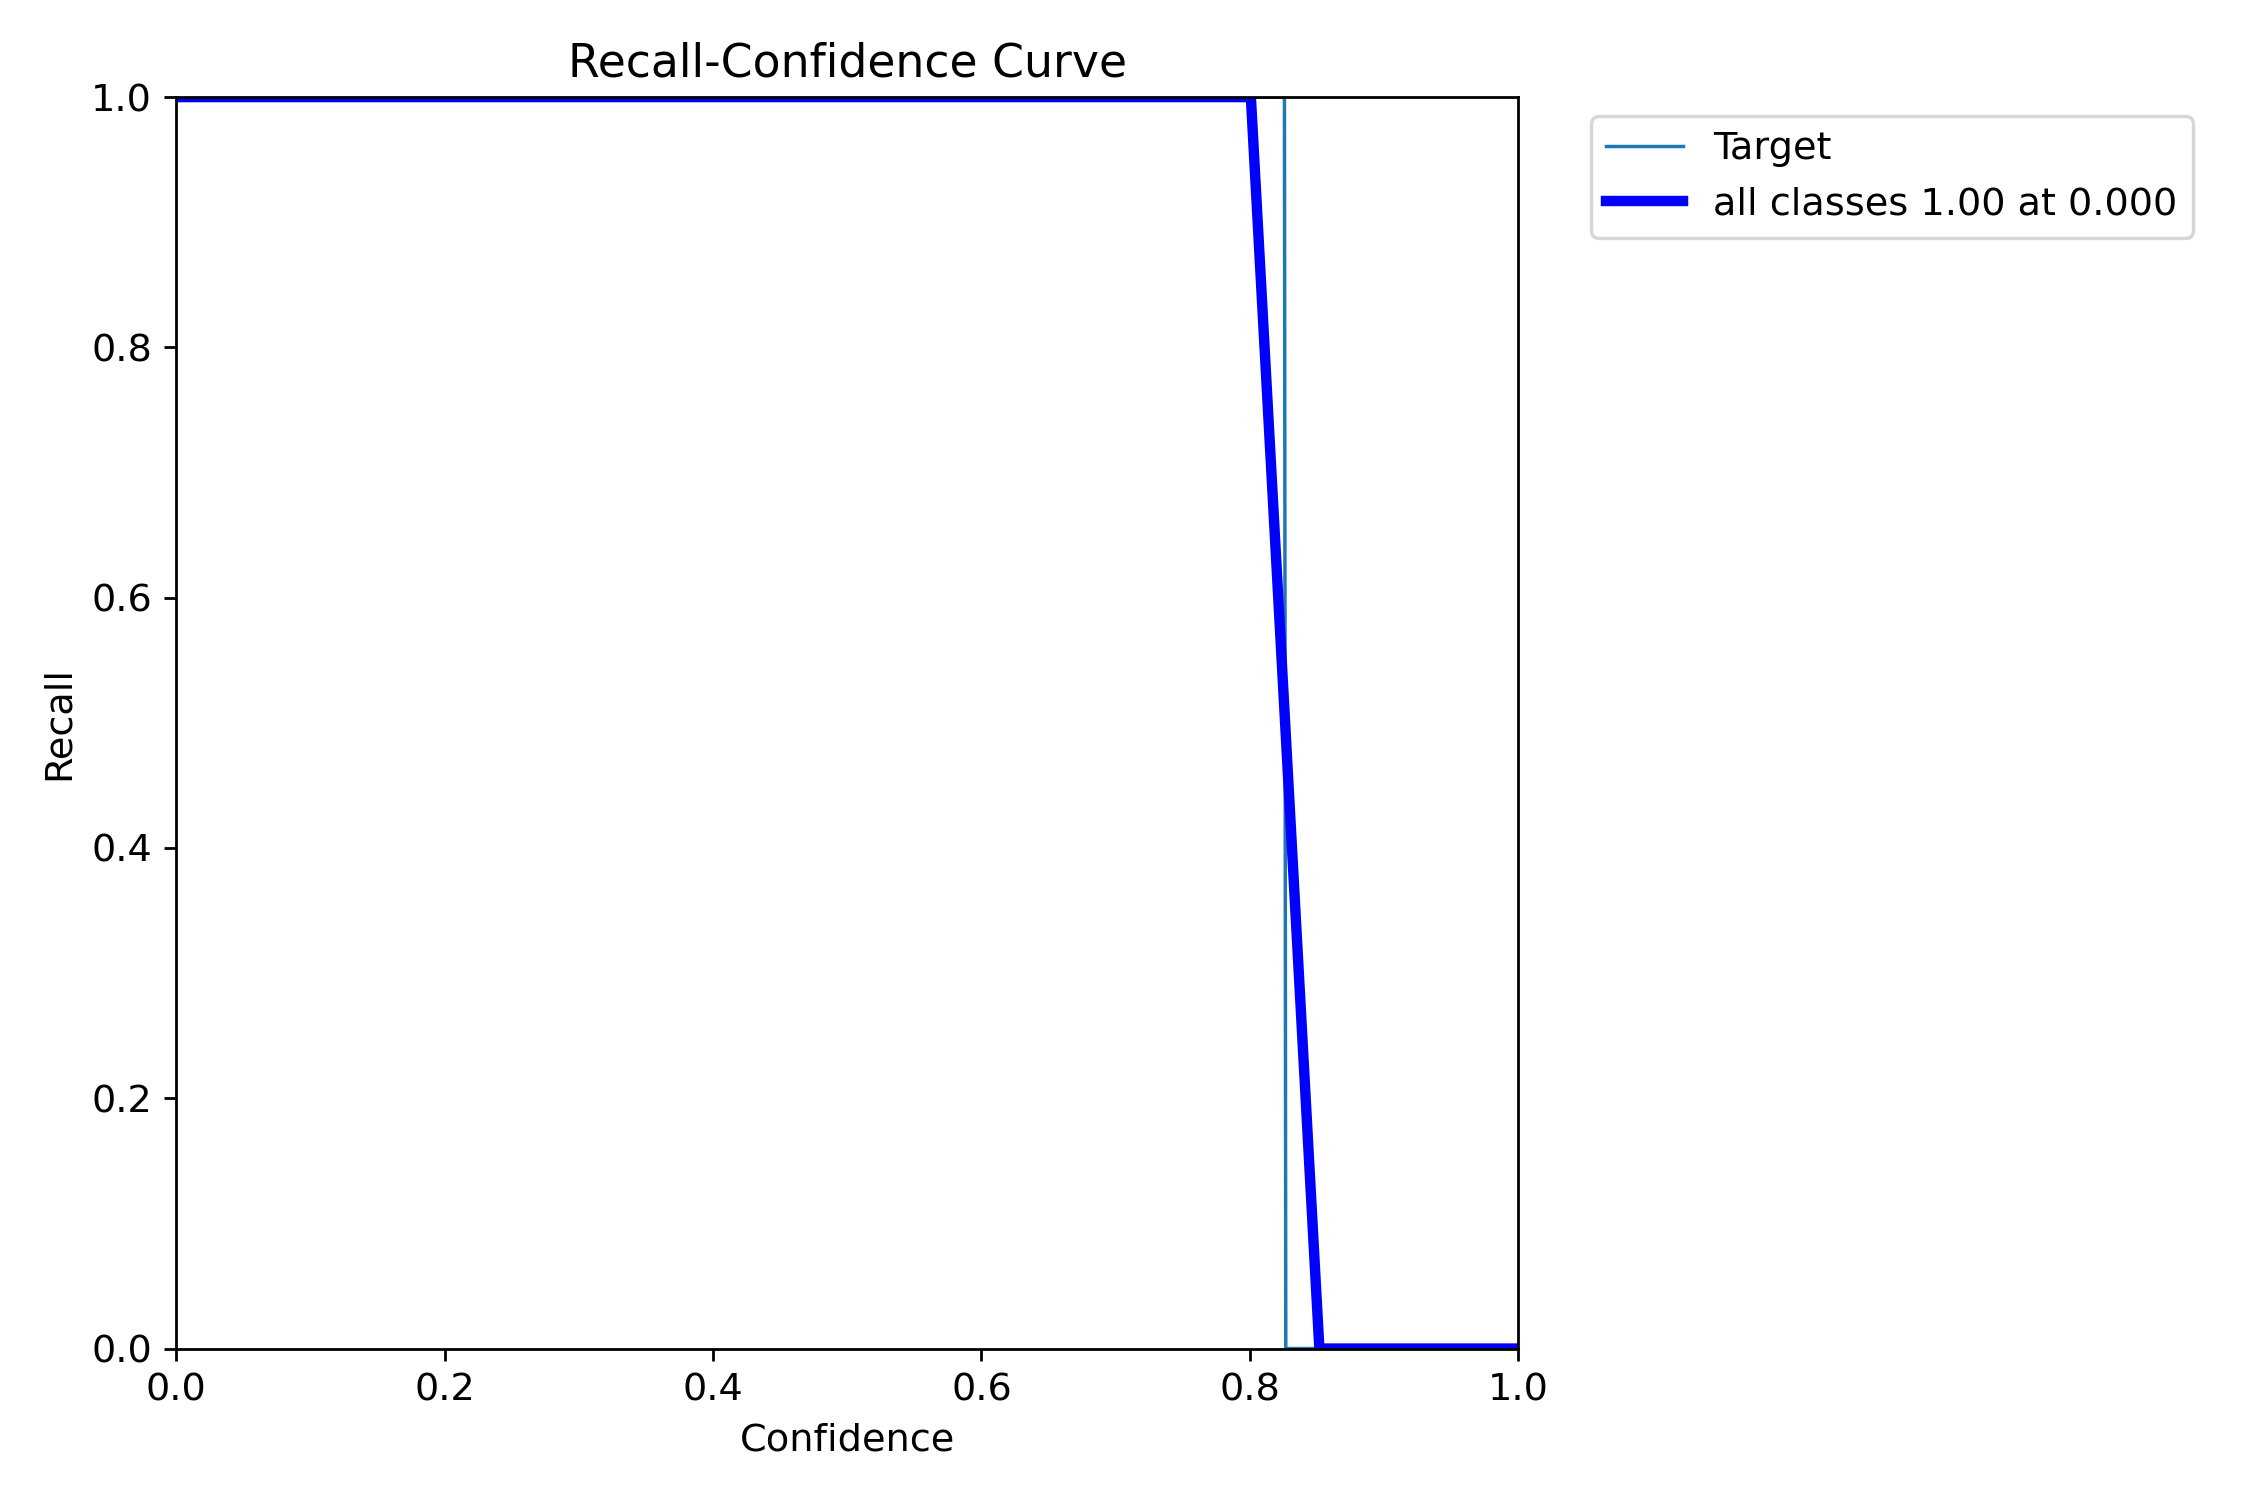 Recall-Confidence Curve
1.0
0.8
0.6
0.4
0.2
0.0
Recall
0.0 0.2 0.4 0.6 0.8 1.0
Confidence
Target
all classes 1.00 at 0.000